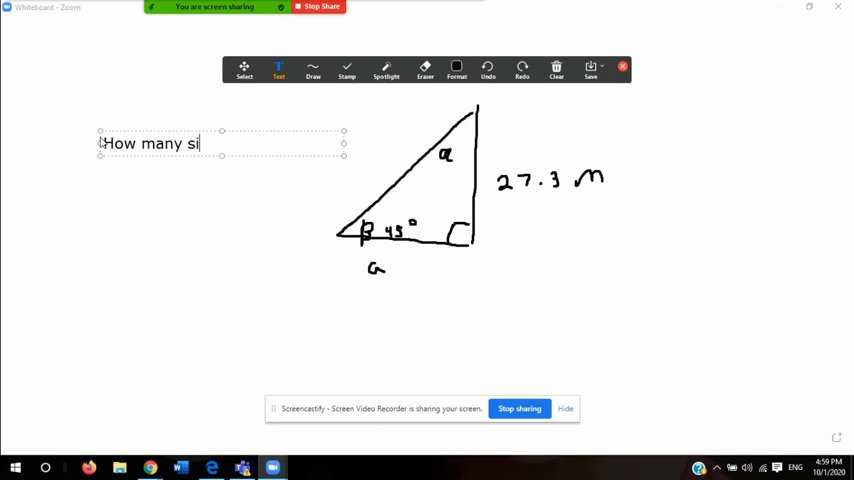 Whiteboard - Zoom
You are screen sharing
Stop Share
Select
Text
Draw
Stamp
Spotlight
Eraser
Format
Undo
Redo
Clear
Save
How many si
a
27.3 m
β 45°
a
Screencastify - Screen Video Recorder is sharing your screen.
Stop sharing
Hide
ENG
4:59 PM
10/1/2020